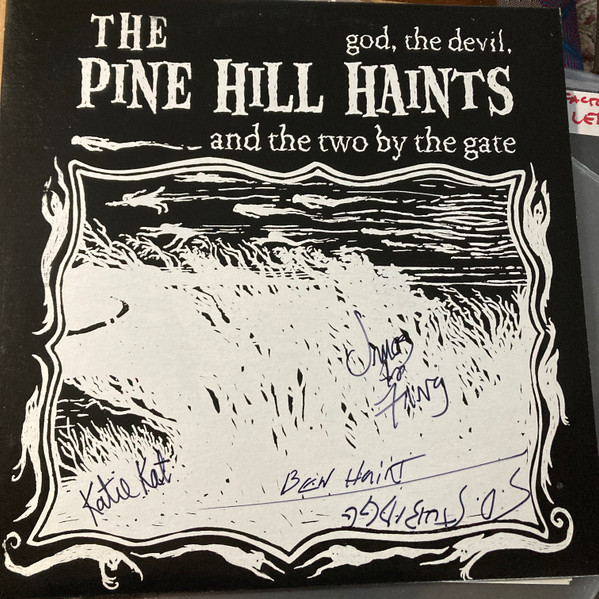 THE
god, the devil,
PINE HILL HAINTS
and the two by the gate
Katie Kat
BEN Haint